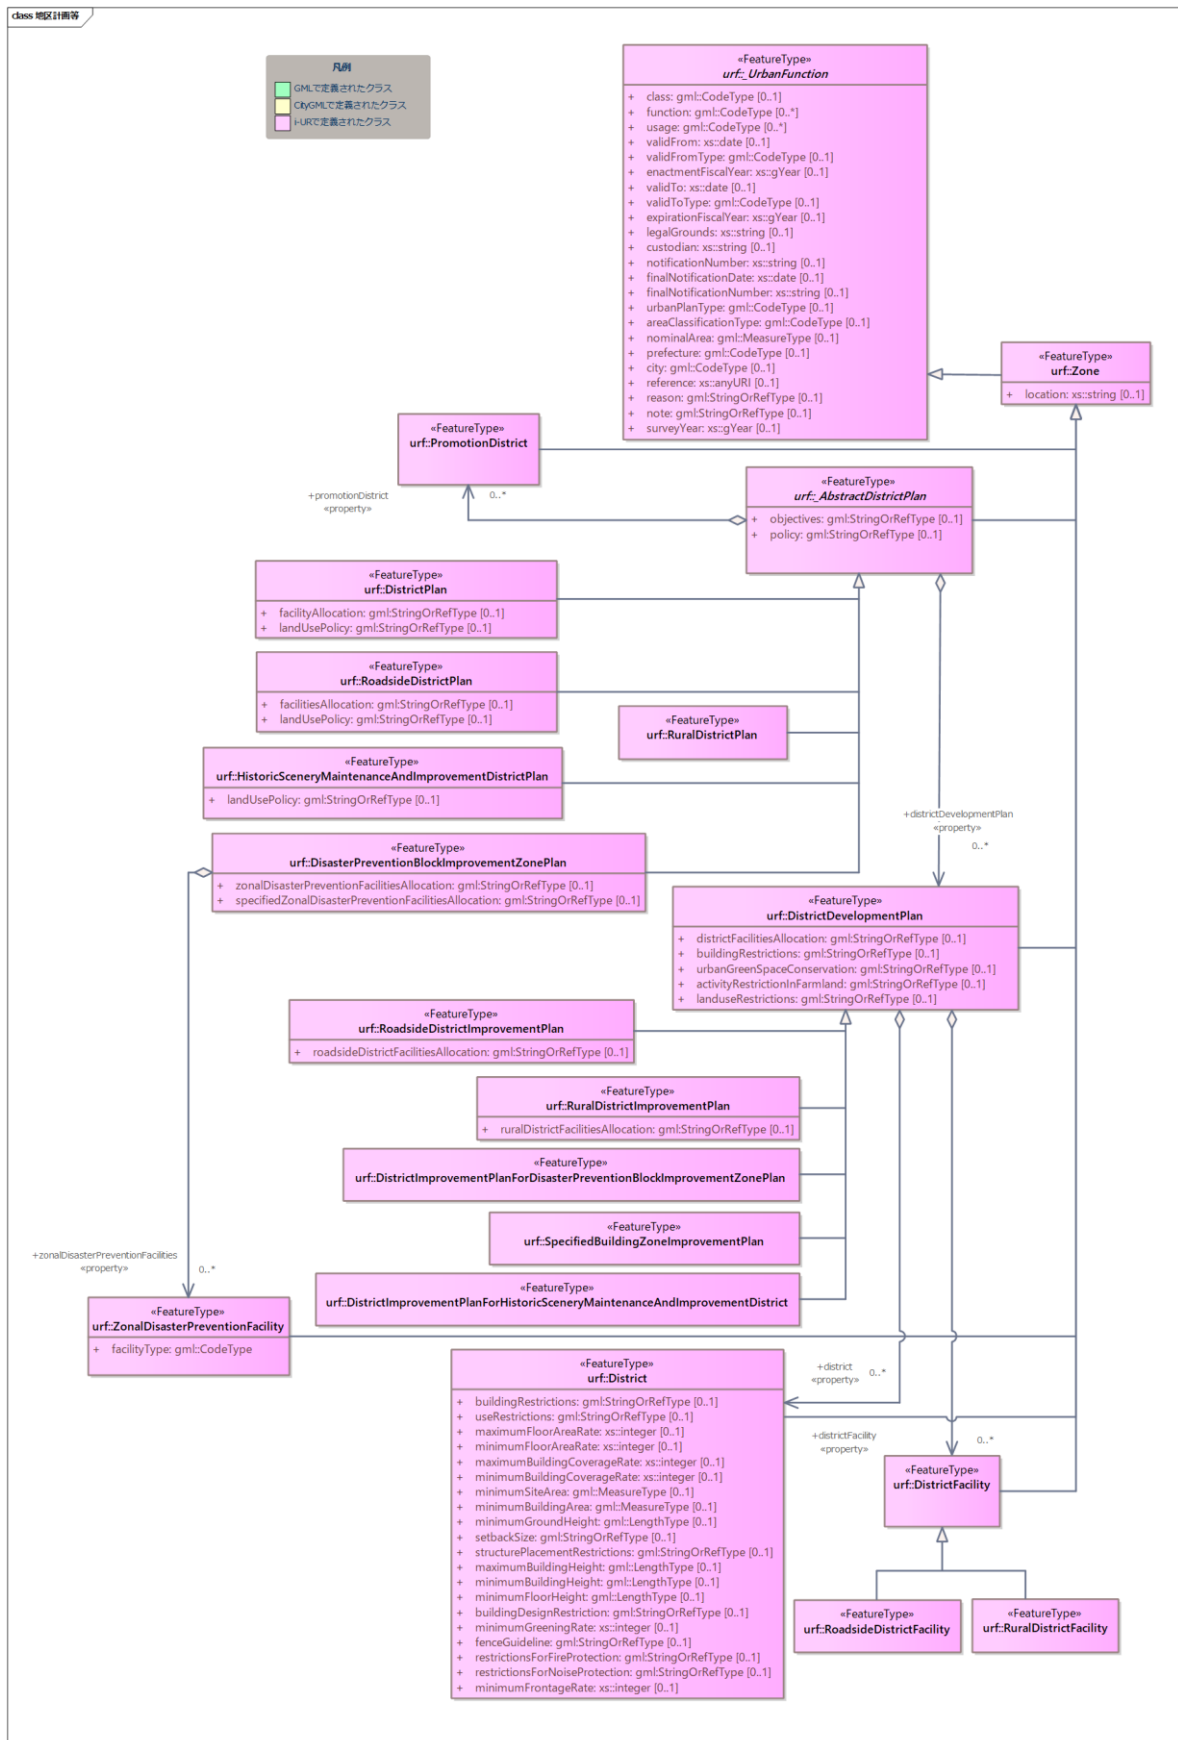 class 地区計画等
凡例
GMLで定義されたクラス
CityGMLで定義されたクラス
i-URで定義されたクラス
«FeatureType»
urf::_UrbanFunction
+ class: gml::CodeType [0..1]
+ function: gml::CodeType [0..*]
+ usage: gml::CodeType [0..*]
+ validFrom: xs::date [0..1]
+ validFromType: gml::CodeType [0..1]
+ enactmentFiscalYear: xs::gYear [0..1]
+ validTo: xs::date [0..1]
+ validToType: gml::CodeType [0..1]
+ expirationFiscalYear: xs::gYear [0..1]
+ legalGrounds: xs::string [0..1]
+ custodian: xs::string [0..1]
+ notificationNumber: xs::string [0..1]
+ finalNotificationDate: xs::date [0..1]
+ finalNotificationNumber: xs::string [0..1]
+ urbanPlanType: gml::CodeType [0..1]
+ areaClassificationType: gml::CodeType [0..1]
+ nominalArea: gml::MeasureType [0..1]
+ prefecture: gml::CodeType [0..1]
+ city: gml::CodeType [0..1]
+ reference: xs::anyURI [0..1]
+ reason: gml:StringOrRefType [0..1]
+ note: gml:StringOrRefType [0..1]
+ surveyYear: xs::gYear [0..1]
«FeatureType»
urf::Zone
+ location: xs::string [0..1]
«FeatureType»
urf::PromotionDistrict
+promotionDistrict
«property»
0..*
«FeatureType»
urf::_AbstractDistrictPlan
+ objectives: gml:StringOrRefType [0..1]
+ policy: gml:StringOrRefType [0..1]
«FeatureType»
urf::DistrictPlan
+ facilityAllocation: gml:StringOrRefType [0..1]
+ landUsePolicy: gml:StringOrRefType [0..1]
«FeatureType»
urf::RoadsideDistrictPlan
+ facilitiesAllocation: gml:StringOrRefType [0..1]
+ landUsePolicy: gml:StringOrRefType [0..1]
«FeatureType»
urf::RuralDistrictPlan
«FeatureType»
urf::HistoricSceneryMaintenanceAndImprovementDistrictPlan
+ landUsePolicy: gml:StringOrRefType [0..1]
+districtDevelopmentPlan
«property»
0..*
«FeatureType»
urf::DisasterPreventionBlockImprovementZonePlan
+ zonalDisasterPreventionFacilitiesAllocation: gml:StringOrRefType [0..1]
+ specifiedZonalDisasterPreventionFacilitiesAllocation: gml:StringOrRefType [0..1]
«FeatureType»
urf::DistrictDevelopmentPlan
+ districtFacilitiesAllocation: gml:StringOrRefType [0..1]
+ buildingRestrictions: gml:StringOrRefType [0..1]
+ urbanGreenSpaceConservation: gml:StringOrRefType [0..1]
+ activityRestrictionInFarmland: gml:StringOrRefType [0..1]
+ landuseRestrictions: gml:StringOrRefType [0..1]
«FeatureType»
urf::RoadsideDistrictImprovementPlan
+ roadsideDistrictFacilitiesAllocation: gml:StringOrRefType [0..1]
«FeatureType»
urf::RuralDistrictImprovementPlan
+ ruralDistrictFacilitiesAllocation: gml:StringOrRefType [0..1]
«FeatureType»
urf::DistrictImprovementPlanForDisasterPreventionBlockImprovementZonePlan
«FeatureType»
urf::SpecifiedBuildingZoneImprovementPlan
+zonalDisasterPreventionFacilities
«property»
0..*
«FeatureType»
urf::DistrictImprovementPlanForHistoricSceneryMaintenanceAndImprovementDistrict
«FeatureType»
urf::ZonalDisasterPreventionFacility
+ facilityType: gml::CodeType
«FeatureType»
urf::District
+ buildingRestrictions: gml:StringOrRefType [0..1]
+ useRestrictions: gml:StringOrRefType [0..1]
+ maximumFloorAreaRate: xs::integer [0..1]
+ minimumFloorAreaRate: xs::integer [0..1]
+ maximumBuildingCoverageRate: xs::integer [0..1]
+ minimumBuildingCoverageRate: xs::integer [0..1]
+ minimumSiteArea: gml::MeasureType [0..1]
+ minimumBuildingArea: gml::MeasureType [0..1]
+ minimumGroundHeight: gml::LengthType [0..1]
+ setbackSize: gml:StringOrRefType [0..1]
+ structurePlacementRestrictions: gml:StringOrRefType [0..1]
+ maximumBuildingHeight: gml::LengthType [0..1]
+ minimumBuildingHeight: gml::LengthType [0..1]
+ minimumFloorHeight: gml::LengthType [0..1]
+ buildingDesignRestriction: gml:StringOrRefType [0..1]
+ minimumGreeningRate: xs::integer [0..1]
+ fenceGuideline: gml:StringOrRefType [0..1]
+ restrictionsForFireProtection: gml:StringOrRefType [0..1]
+ restrictionsForNoiseProtection: gml:StringOrRefType [0..1]
+ minimumFrontageRate: xs::integer [0..1]
+district
«property»
0..*
+districtFacility
«property»
0..*
«FeatureType»
urf::DistrictFacility
«FeatureType»
urf::RoadsideDistrictFacility
«FeatureType»
urf::RuralDistrictFacility